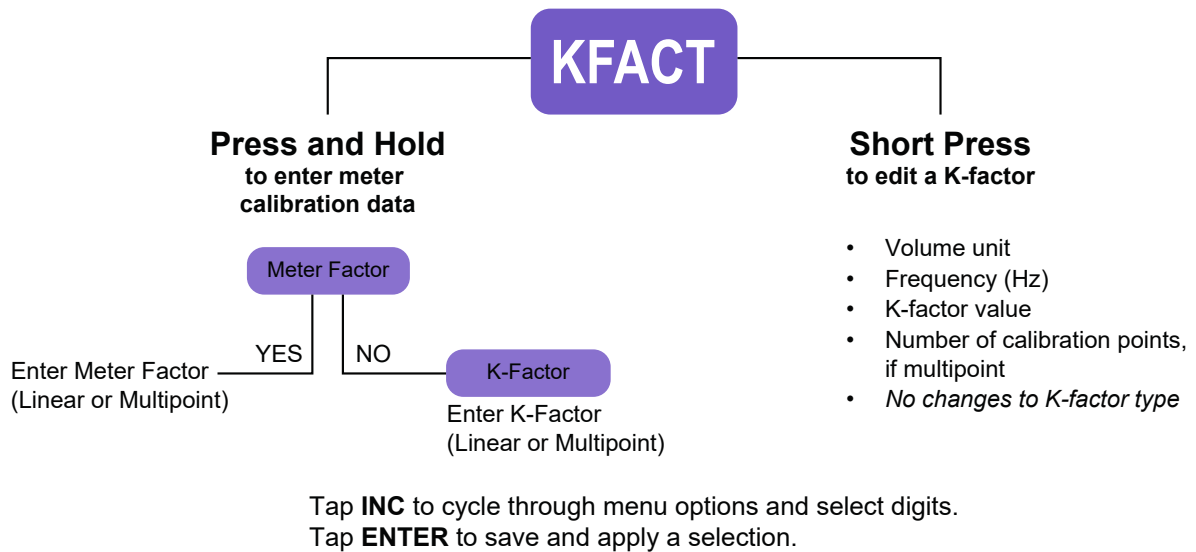 KFACT
Press and Hold
to enter meter
calibration data
Meter Factor
YES
NO
Enter Meter Factor
(Linear or Multipoint)
K-Factor
Enter K-Factor
(Linear or Multipoint)
Short Press
to edit a K-factor
• Volume unit
• Frequency (Hz)
• K-factor value
• Number of calibration points,
if multipoint
• No changes to K-factor type
Tap INC to cycle through menu options and select digits.
Tap ENTER to save and apply a selection.